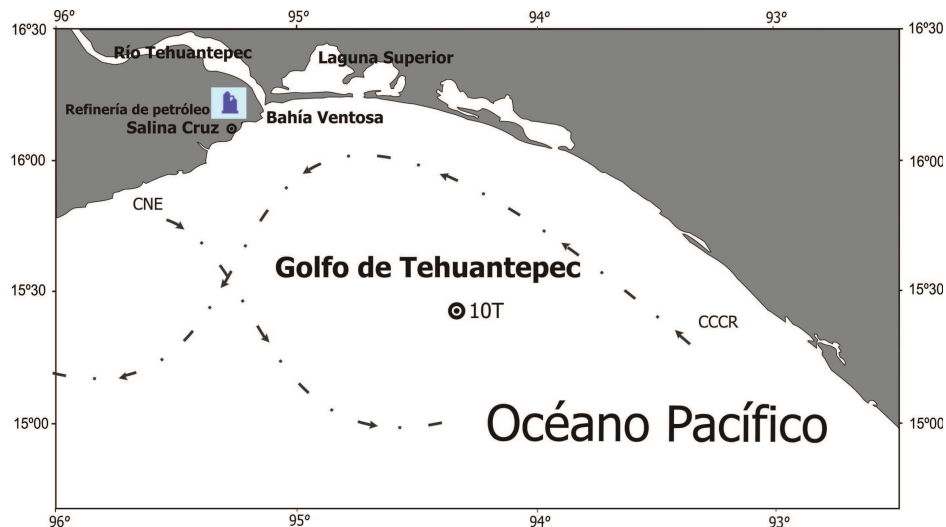 96º
95º
94º
93º
16º30
16º30
Río Tehuantepec
Laguna Superior
Refinería de petróleo
Salina Cruz
Bahía Ventosa
16º00
16º00
CNE
Golfo de Tehuantepec
15º30
15º30
10T
CCCR
15º00
Océano Pacífico
15º00
96º
95º
94º
93º